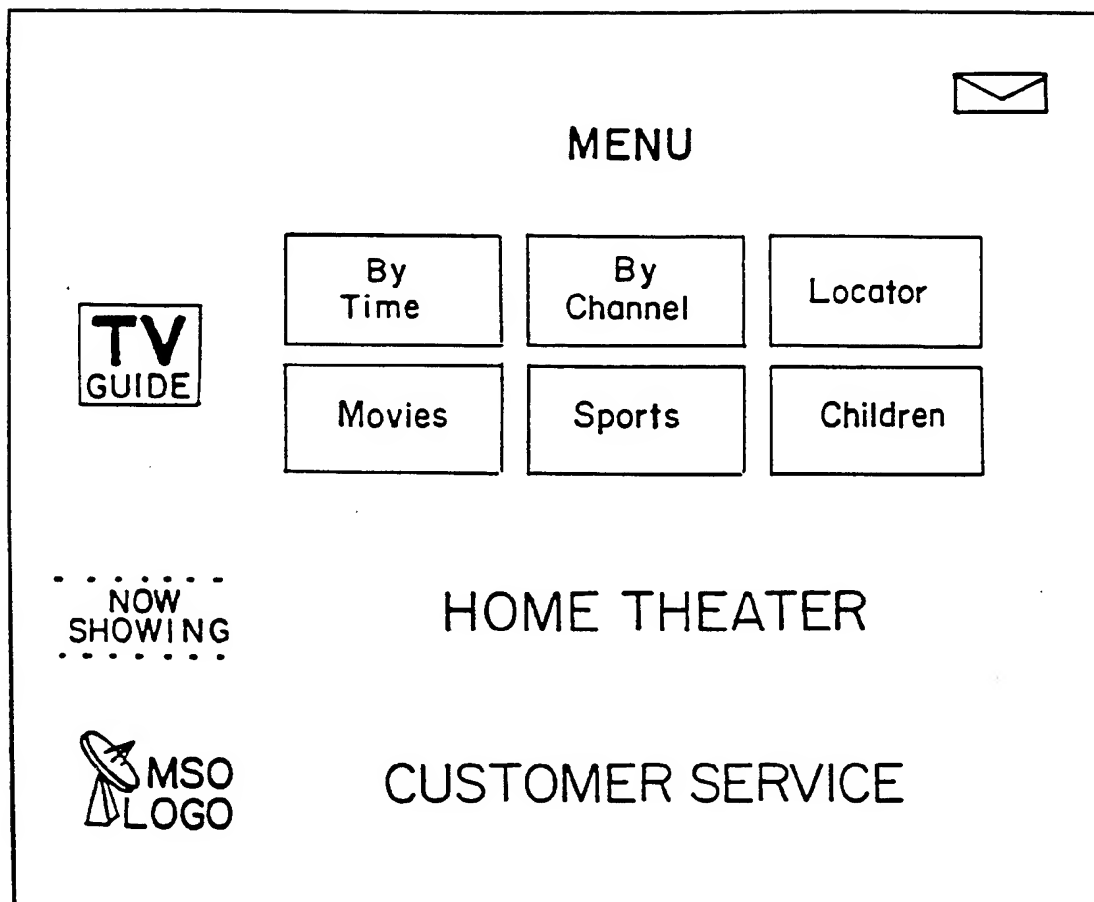 MENU
By
Time
By
Channel
Locator
TV
GUIDE
Movies
Sports
Children
NOW
SHOWING
HOME THEATER
MSO
LOGO
CUSTOMER SERVICE